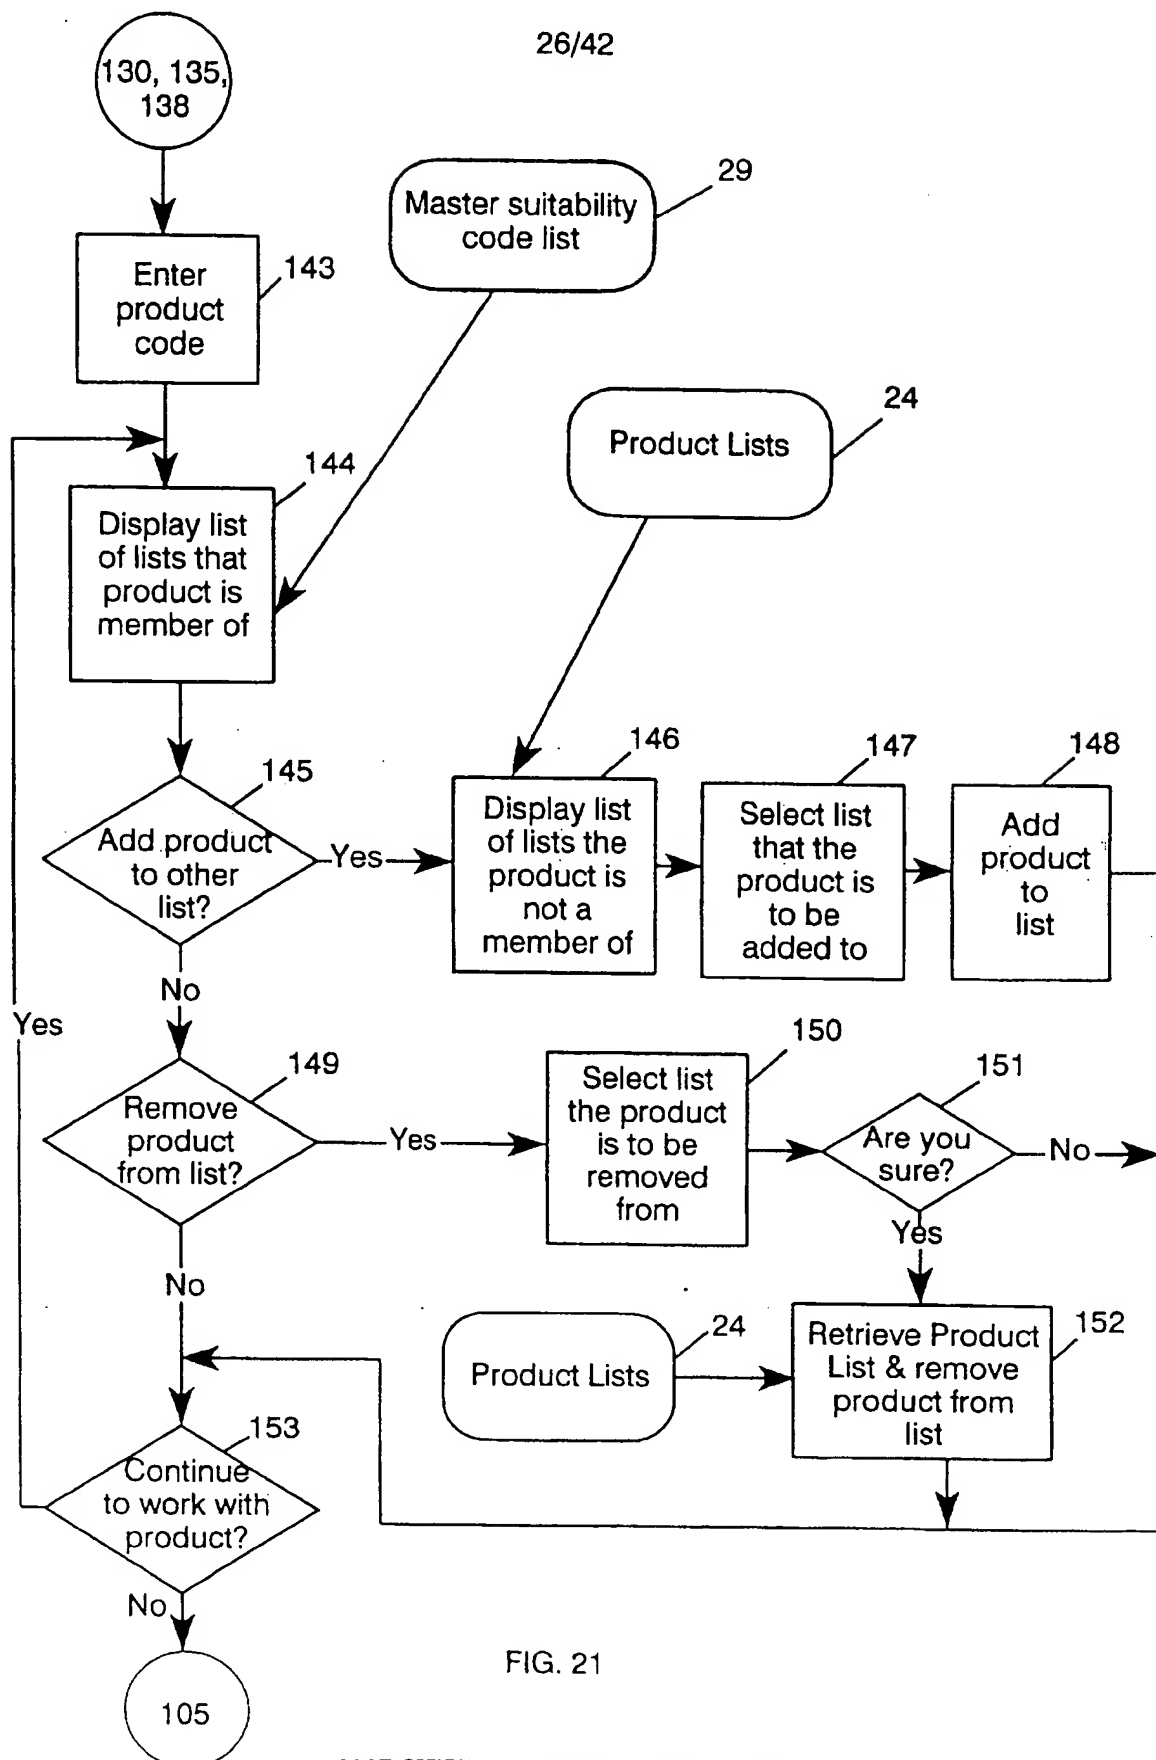 26/42
130, 135,
138
Master suitability
code list
29
Enter
product
code
143
Product Lists
24
144
Display list
of lists that
product is
member of
145
Add product
to other
list?
Yes
146
Display list
of lists the
product is
not a
member of
147
Select list
that the
product is
to be
added to
148
Add
product
to
list
No
Yes
149
Remove
product
from list?
Yes
150
Select list
the product
is to be
removed
from
151
Are you
sure?
No
Yes
No
Product Lists
24
152
Retrieve Product
List & remove
product from
list
153
Continue
to work with
product?
No
105
FIG. 21